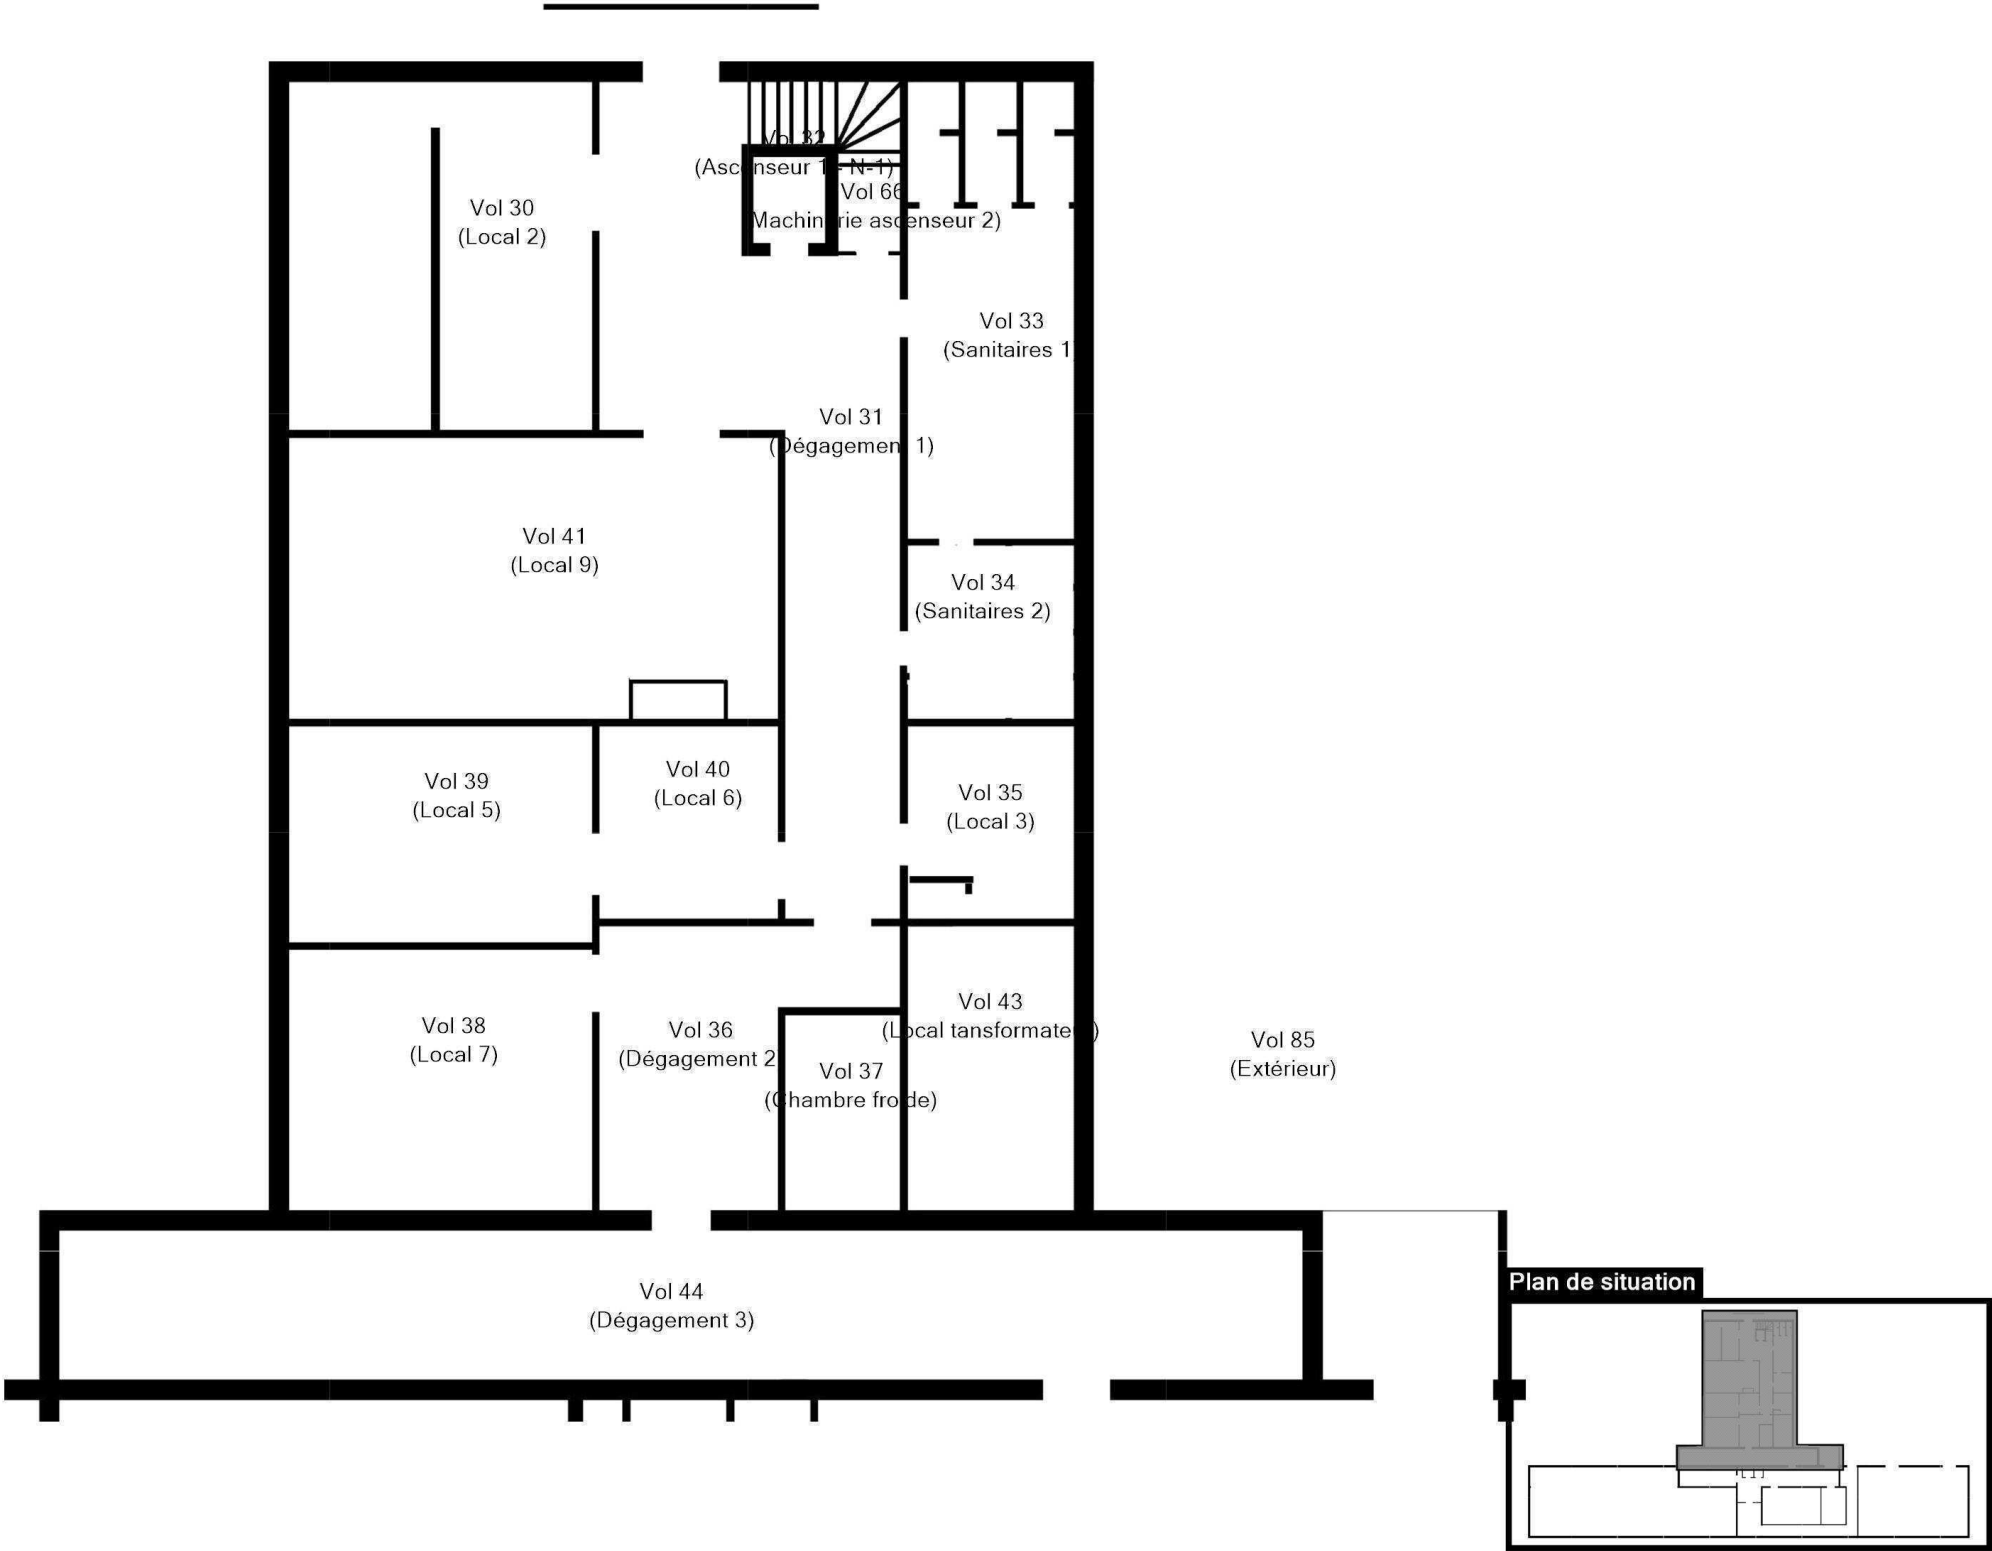 Vol 32
(Ascenseur 1 - N-1)
Vol 66
Machinerie ascenseur 2)
Vol 30
(Local 2)
Vol 33
(Sanitaires 1
Vol 31
(Dégagement 1)
Vol 41
(Local 9)
Vol 34
(Sanitaires 2)
Vol 39
(Local 5)
Vol 40
(Local 6)
Vol 35
(Local 3)
Vol 38
(Local 7)
Vol 36
(Dégagement 2
Vol 43
(Local tansformateur)
Vol 37
(Chambre froide)
Vol 85
(Extérieur)
Vol 44
(Dégagement 3)
Plan de situation